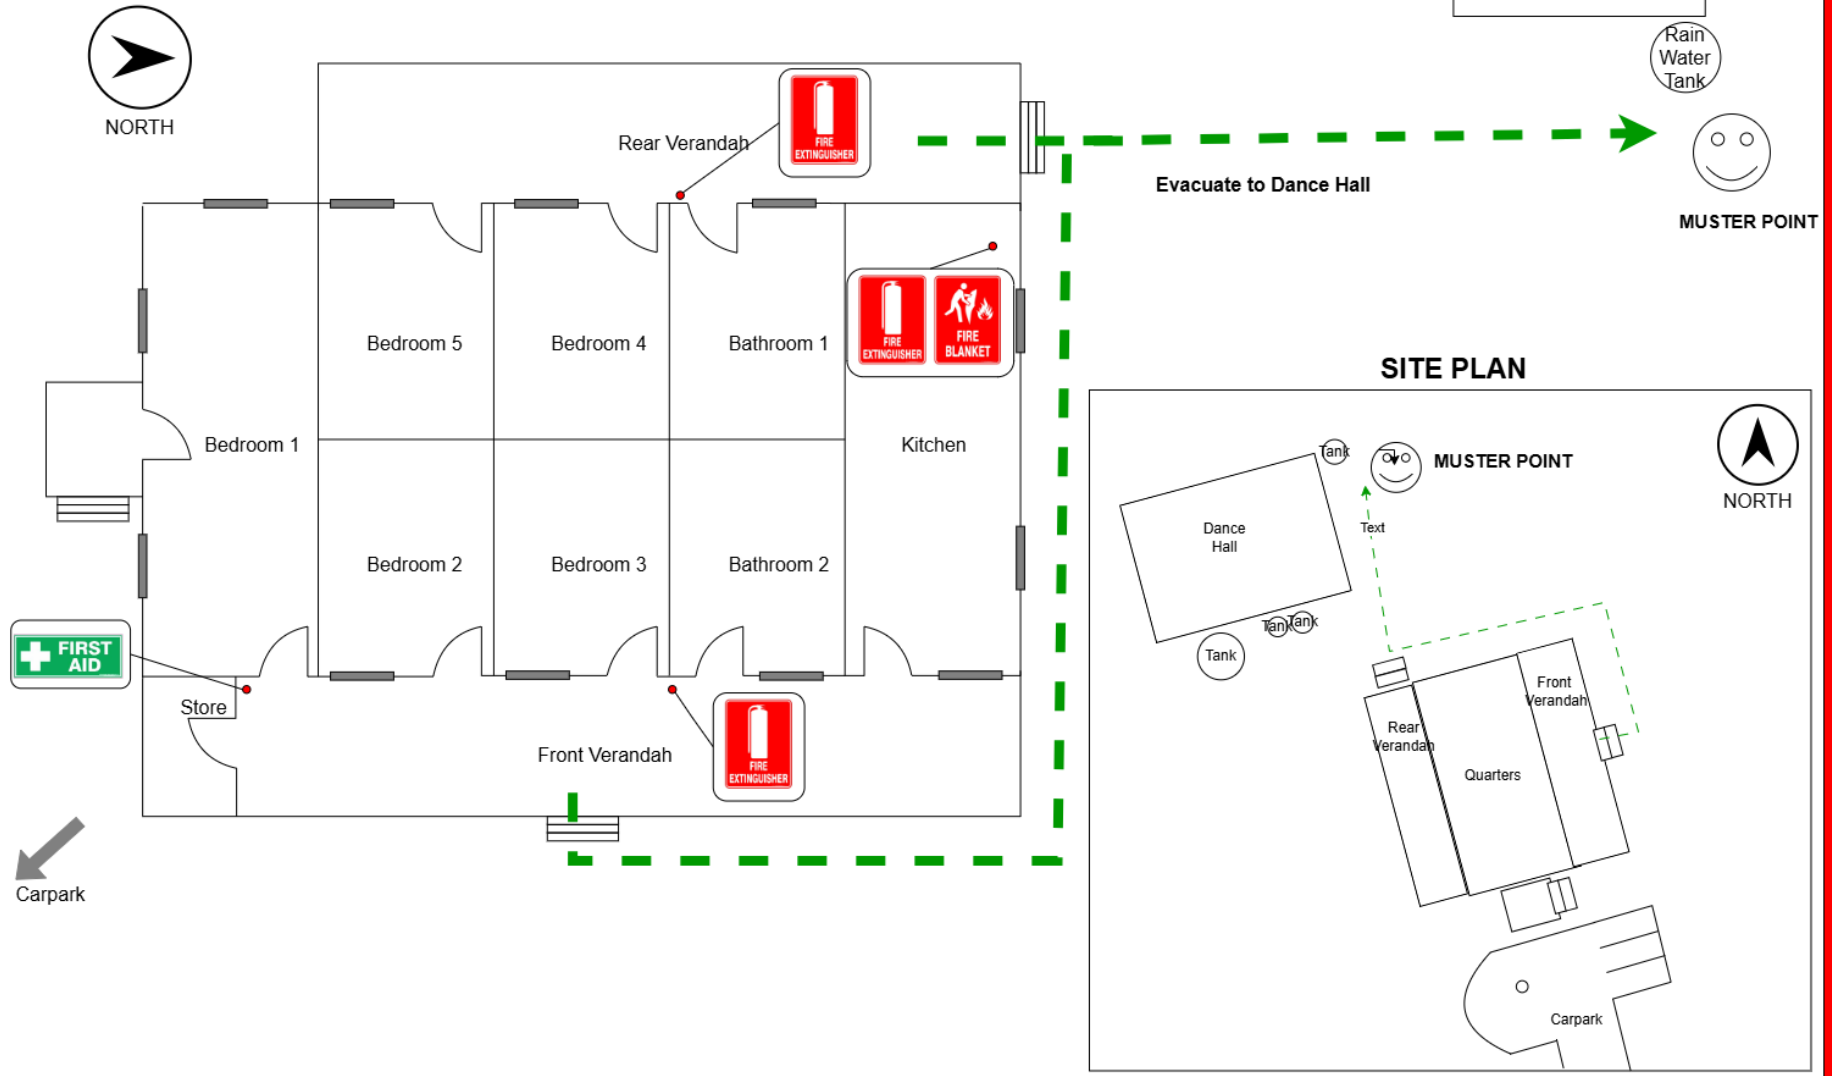 Rain
Water
Tank
NORTH
Rear Verandah
FIRE
EXTINGUISHER
Evacuate to Dance Hall
MUSTER POINT
Bedroom 5
Bedroom 4
Bathroom 1
FIRE
EXTINGUISHER
FIRE
BLANKET
Bedroom 1
Kitchen
Bedroom 2
Bedroom 3
Bathroom 2
FIRST
AID
Store
Front Verandah
FIRE
EXTINGUISHER
Carpark
SITE PLAN
Tank
MUSTER POINT
NORTH
Dance
Hall
Text
Tank
Tank
Tank
Front
Verandah
Rear
Verandah
Quarters
Carpark